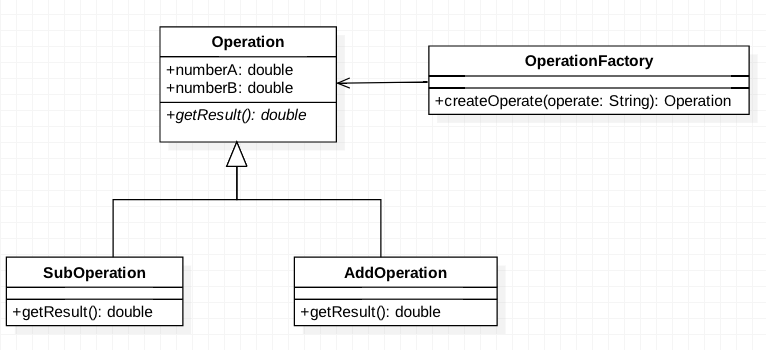 Operation
+numberA: double
+numberB: double
+getResult(): double
OperationFactory
+createOperate(operate: String): Operation
SubOperation
+getResult(): double
AddOperation
+getResult(): double